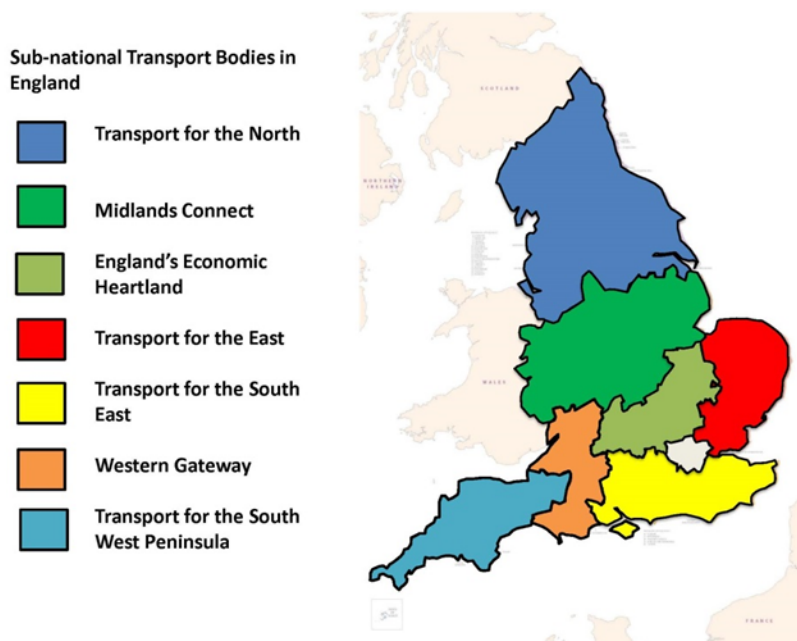 Sub-national Transport Bodies in
England
Transport for the North
Midlands Connect
England's Economic
Heartland
Transport for the East
Transport for the South
East
Western Gateway
Transport for the South
West Peninsula
SCOTLAND
NORTHERN
IRELAND
WALES
FRANCE